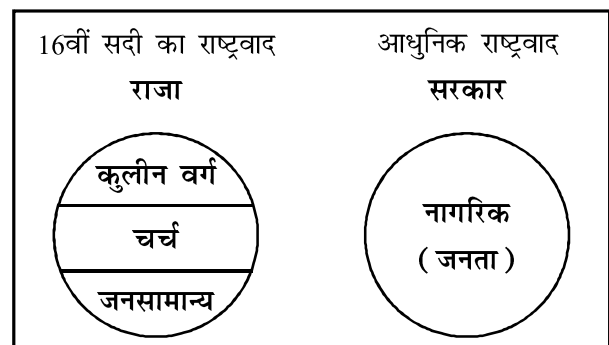 16वीं सदी का राष्ट्रवाद
राजा
कुलीन वर्ग
चर्च
जनसामान्य
आधुनिक राष्ट्रवाद
सरकार
नागरिक
( जनता )